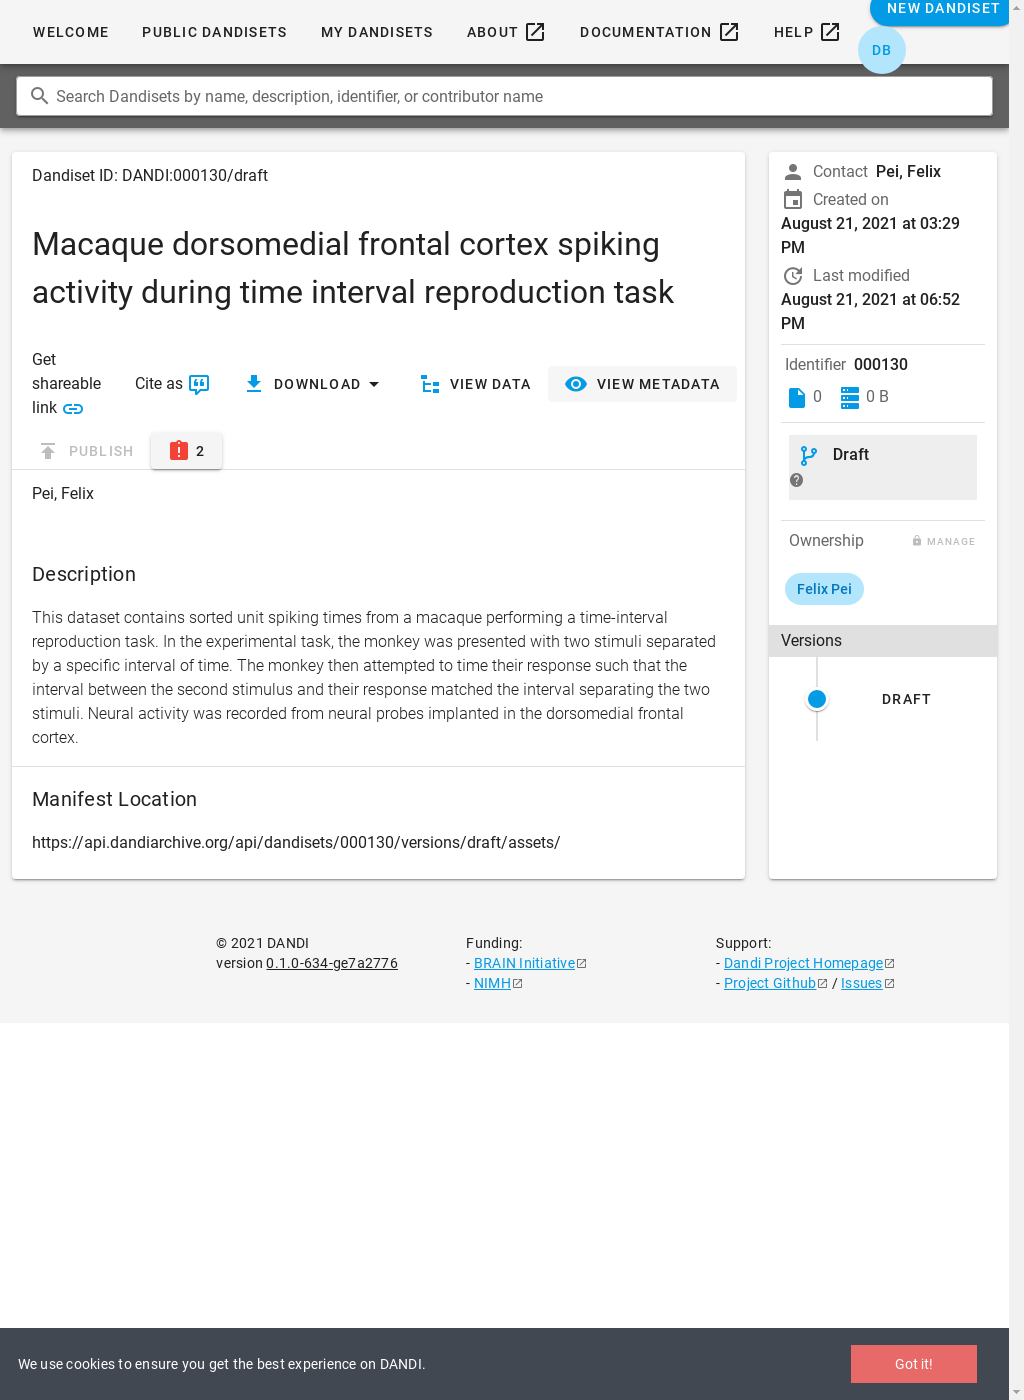 WELCOME
PUBLIC DANDISETS
MY DANDISETS
ABOUT
DOCUMENTATION
HELP
NEW DANDISET
DB
Search Dandisets by name, description, identifier, or contributor name
Dandiset ID: DANDI:000130/draft
Macaque dorsomedial frontal cortex spiking
activity during time interval reproduction task
Get
shareable
link
Cite as
DOWNLOAD
VIEW DATA
VIEW METADATA
PUBLISH
2
Pei, Felix
Description
This dataset contains sorted unit spiking times from a macaque performing a time-interval
reproduction task. In the experimental task, the monkey was presented with two stimuli separated
by a specific interval of time. The monkey then attempted to time their response such that the
interval between the second stimulus and their response matched the interval separating the two
stimuli. Neural activity was recorded from neural probes implanted in the dorsomedial frontal
cortex.
Manifest Location
https://api.dandiarchive.org/api/dandisets/000130/versions/draft/assets/
Contact Pei, Felix
Created on
August 21, 2021 at 03:29
PM
Last modified
August 21, 2021 at 06:52
PM
Identifier 000130
0 0 B
Draft
Ownership
MANAGE
Felix Pei
Versions
DRAFT
© 2021 DANDI
version 0.1.0-634-ge7a2776
Funding:
- BRAIN Initiative
- NIMH
Support:
- Dandi Project Homepage
- Project Github / Issues
We use cookies to ensure you get the best experience on DANDI.
Got it!